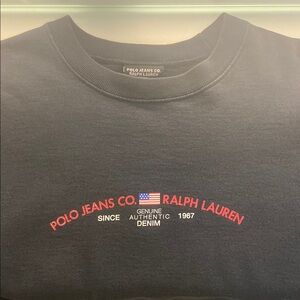 POLO JEANS CO.
RALPH LAUREN
POLO JEANS CO. RALPH LAUREN
GENUINE
SINCE AUTHENTIC 1967
DENIM